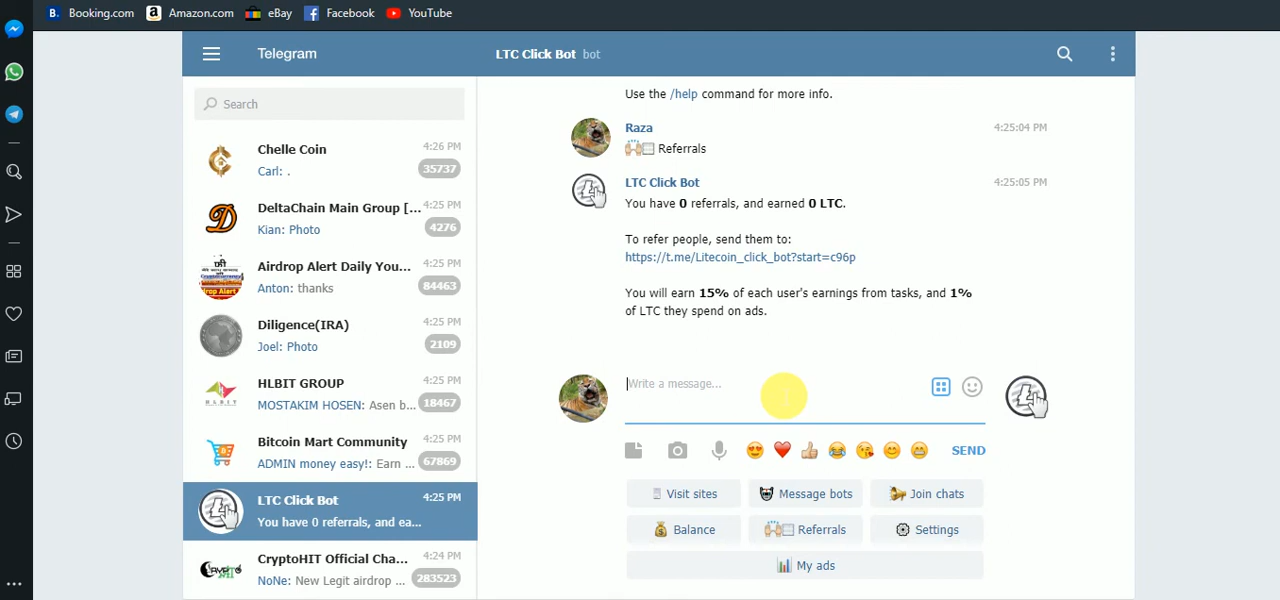 Booking.com Amazon.com eBay Facebook YouTube
Telegram
LTC Click Bot bot
Search
Chelle Coin 4:26 PM
Carl: . 35737
DeltaChain Main Group [... 4:25 PM
Kian: Photo 4276
Airdrop Alert Daily You... 4:25 PM
Anton: thanks 84463
Diligence(IRA) 4:25 PM
Joel: Photo 2109
HLBIT GROUP 4:25 PM
MOSTAKIM HOSEN: Asen b... 18467
Bitcoin Mart Community 4:25 PM
ADMIN money easy!: Earn ... 67869
LTC Click Bot 4:25 PM
You have 0 referrals, and ea...
CryptoHIT Official Cha... 4:24 PM
NoNe: New Legit airdrop ... 283523
Use the /help command for more info.
Raza 4:25:04 PM
Referrals
LTC Click Bot 4:25:05 PM
You have 0 referrals, and earned 0 LTC.
To refer people, send them to:
https://t.me/Litecoin_click_bot?start=c96p
You will earn 15% of each user's earnings from tasks, and 1%
of LTC they spend on ads.
Write a message...
SEND
Visit sites Message bots Join chats
Balance Referrals Settings
My ads